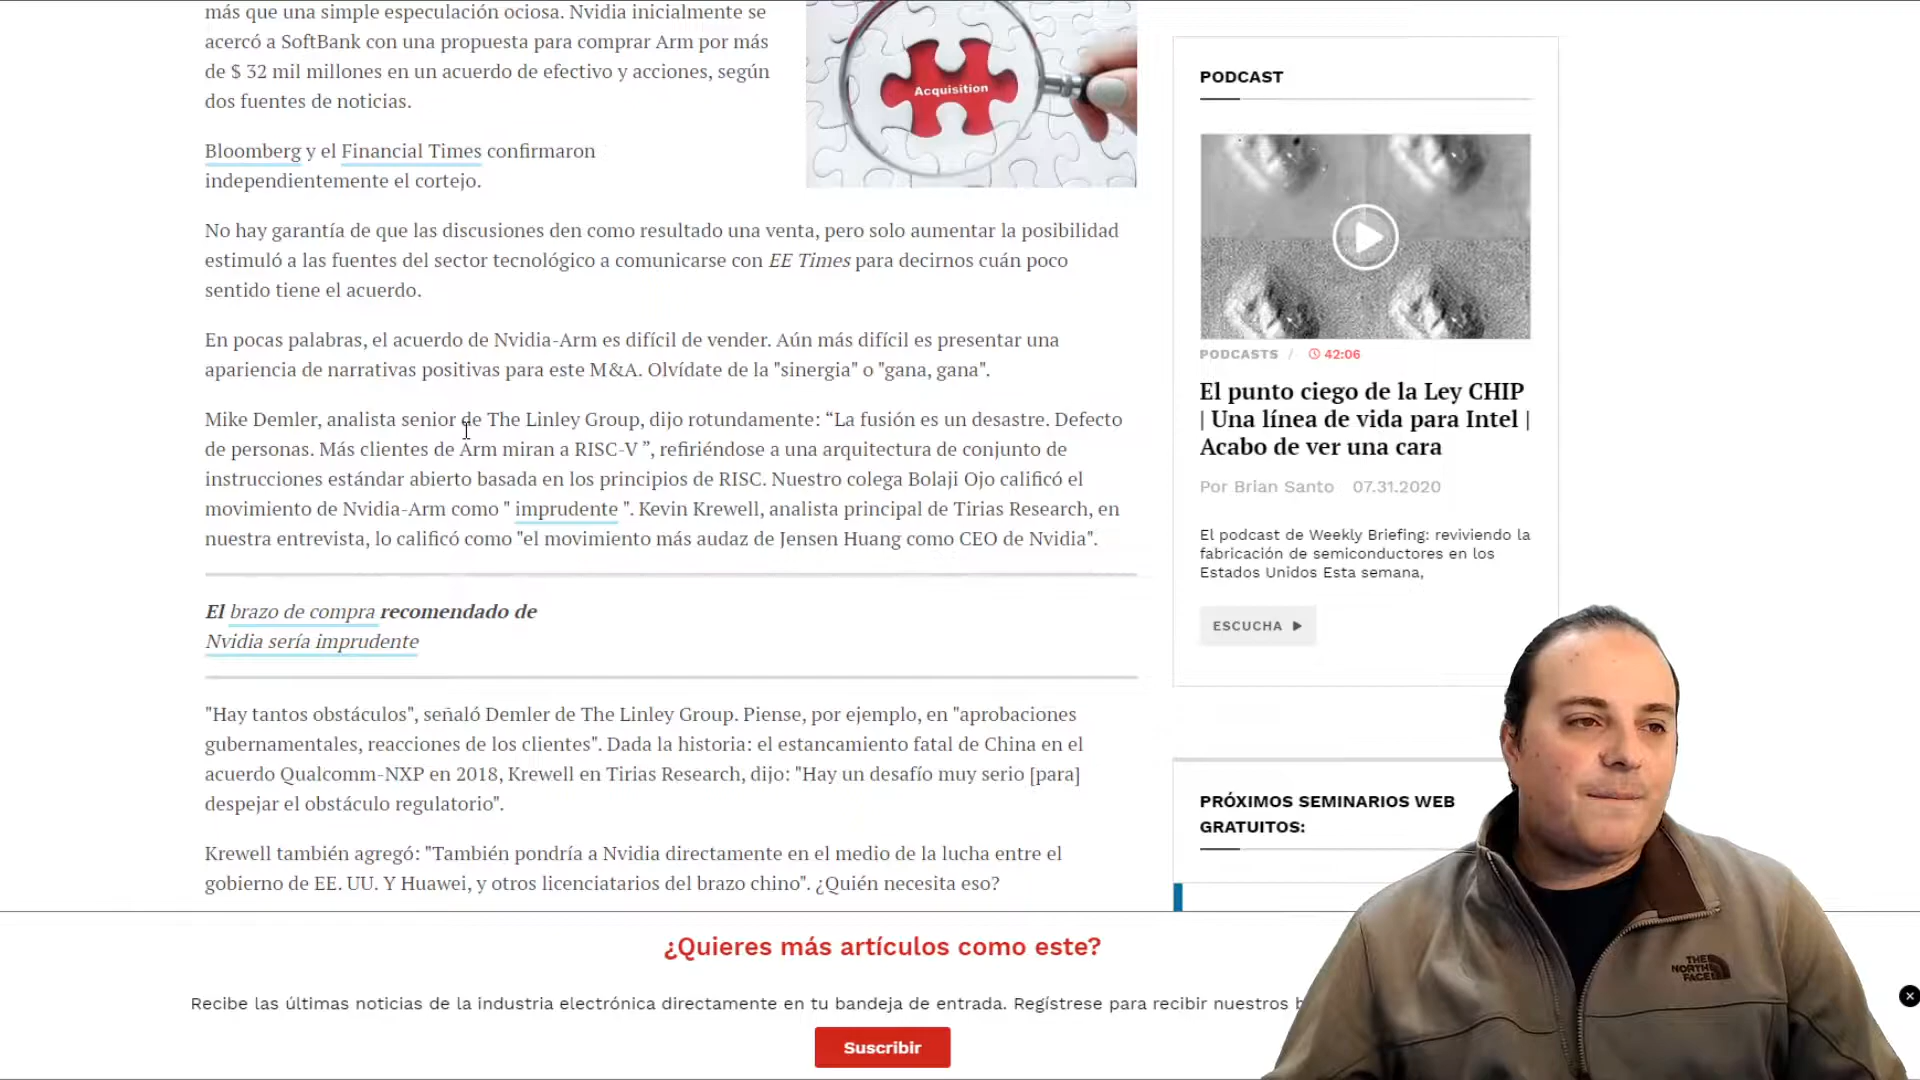 más que una simple especulación ociosa. Nvidia inicialmente se
acercó a SoftBank con una propuesta para comprar Arm por más
de $ 32 mil millones en un acuerdo de efectivo y acciones, según
dos fuentes de noticias.
Acquisition
Bloomberg y el Financial Times confirmaron
independientemente el cortejo.
No hay garantía de que las discusiones den como resultado una venta, pero solo aumentar la posibilidad
estimuló a las fuentes del sector tecnológico a comunicarse con EE Times para decirnos cuán poco
sentido tiene el acuerdo.
En pocas palabras, el acuerdo de Nvidia-Arm es difícil de vender. Aún más difícil es presentar una
apariencia de narrativas positivas para este M&A. Olvídate de la "sinergia" o "gana, gana".
Mike Demler, analista senior de The Linley Group, dijo rotundamente: “La fusión es un desastre. Defecto
de personas. Más clientes de Arm miran a RISC-V ”, refiriéndose a una arquitectura de conjunto de
instrucciones estándar abierto basada en los principios de RISC. Nuestro colega Bolaji Ojo calificó el
movimiento de Nvidia-Arm como " imprudente ". Kevin Krewell, analista principal de Tirias Research, en
nuestra entrevista, lo calificó como "el movimiento más audaz de Jensen Huang como CEO de Nvidia".
El brazo de compra recomendado de
Nvidia sería imprudente
"Hay tantos obstáculos", señaló Demler de The Linley Group. Piense, por ejemplo, en "aprobaciones
gubernamentales, reacciones de los clientes". Dada la historia: el estancamiento fatal de China en el
acuerdo Qualcomm-NXP en 2018, Krewell en Tirias Research, dijo: "Hay un desafío muy serio [para]
despejar el obstáculo regulatorio".
Krewell también agregó: "También pondría a Nvidia directamente en el medio de la lucha entre el
gobierno de EE. UU. Y Huawei, y otros licenciatarios del brazo chino". ¿Quién necesita eso?
PODCAST
PODCASTS / 42:06
El punto ciego de la Ley CHIP
| Una línea de vida para Intel |
Acabo de ver una cara
Por Brian Santo 07.31.2020
El podcast de Weekly Briefing: reviviendo la
fabricación de semiconductores en los
Estados Unidos Esta semana,
ESCUCHA
PRÓXIMOS SEMINARIOS WEB
GRATUITOS:
¿Quieres más artículos como este?
Recibe las últimas noticias de la industria electrónica directamente en tu bandeja de entrada. Regístrese para recibir nuestros
Suscribir
THE
NORTH
FACE